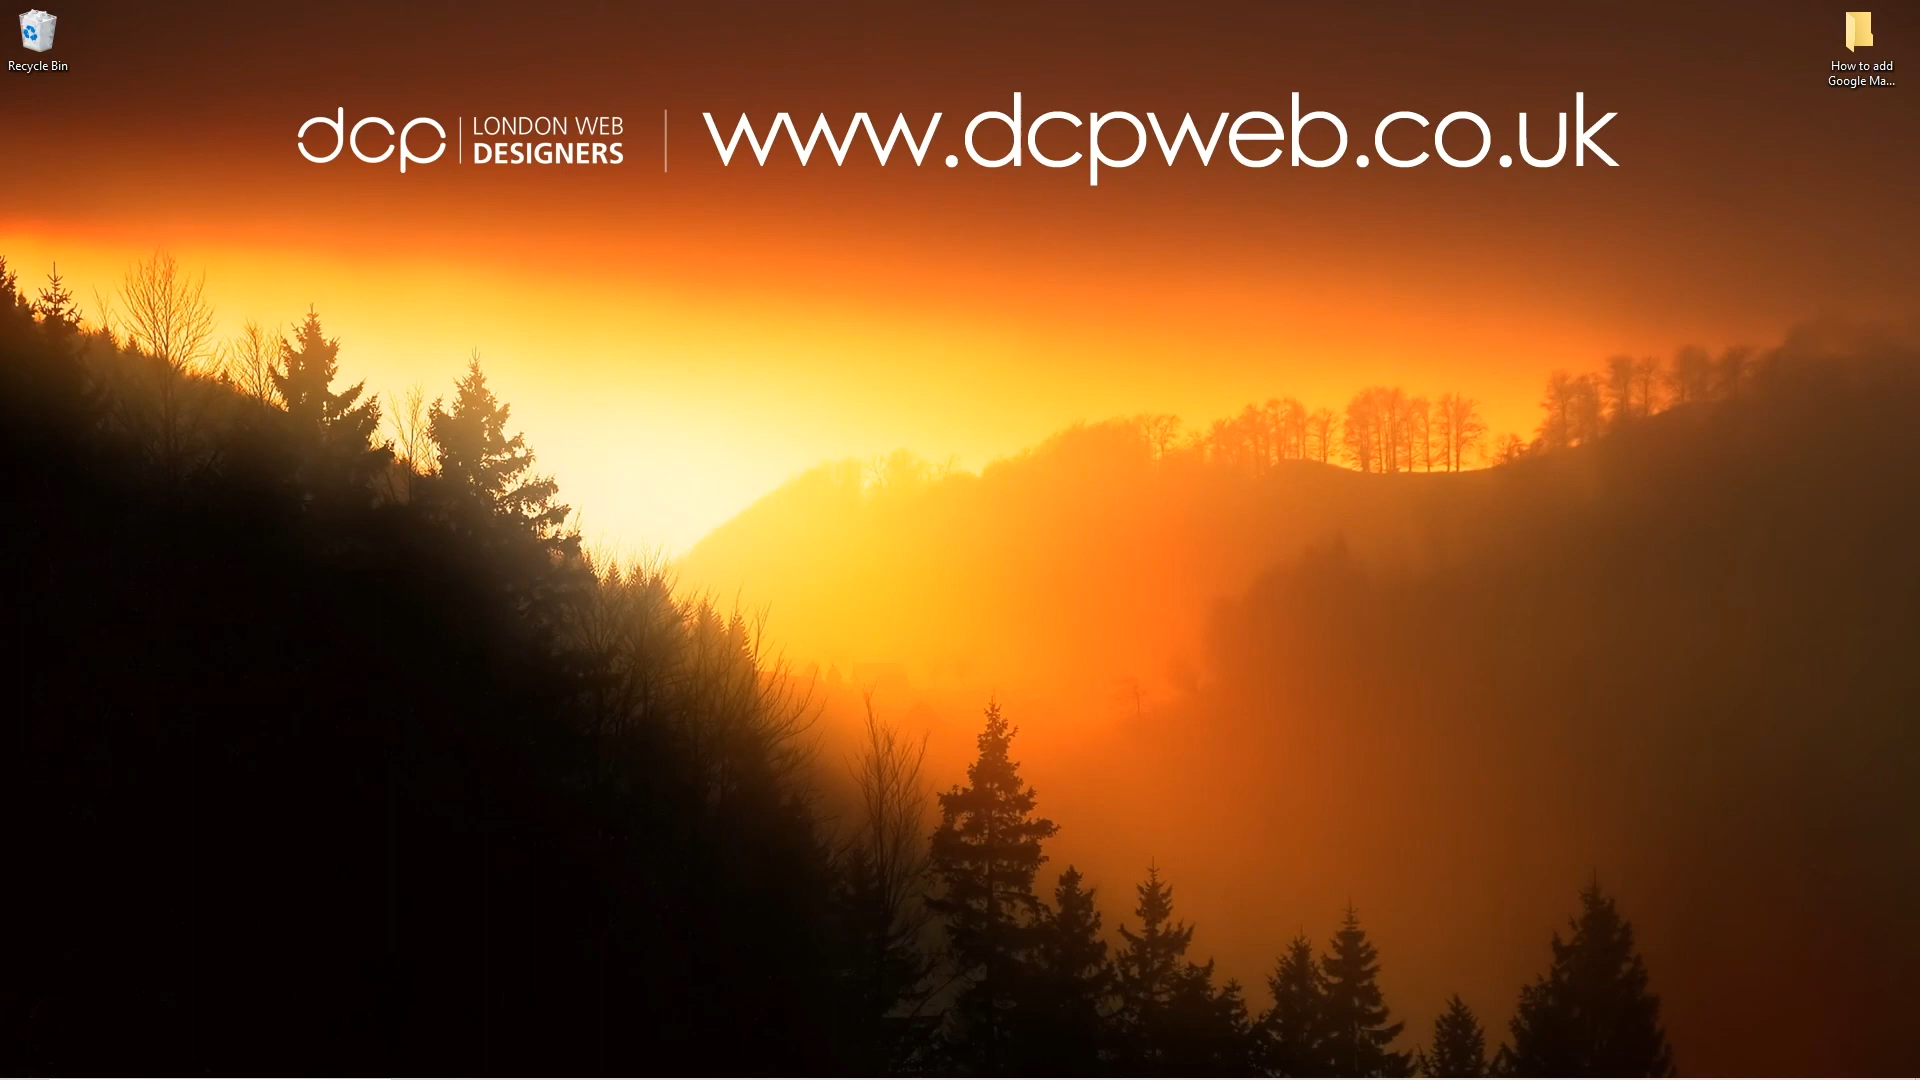 Recycle Bin
How to add
Google Ma...
dcp LONDON WEB
DESIGNERS
www.dcpweb.co.uk